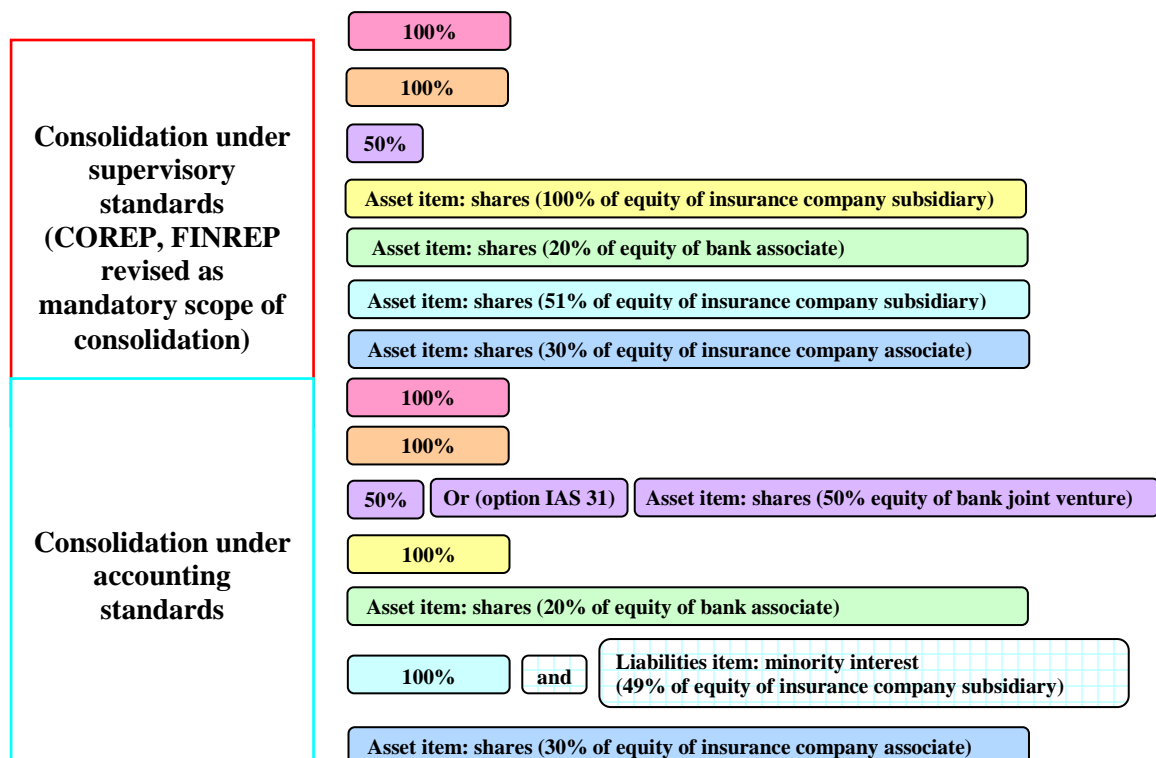 100%
100%
Consolidation under
supervisory
standards
(COREP, FINREP
revised as
mandatory scope of
consolidation)
50%
Asset item: shares (100% of equity of insurance company subsidiary)
Asset item: shares (20% of equity of bank associate)
Asset item: shares (51% of equity of insurance company subsidiary)
Asset item: shares (30% of equity of insurance company associate)
100%
100%
50% Or (option IAS 31) Asset item: shares (50% equity of bank joint venture)
Consolidation under
accounting
standards
100%
Asset item: shares (20% of equity of bank associate)
100% and Liabilities item: minority interest
(49% of equity of insurance company subsidiary)
Asset item: shares (30% of equity of insurance company associate)